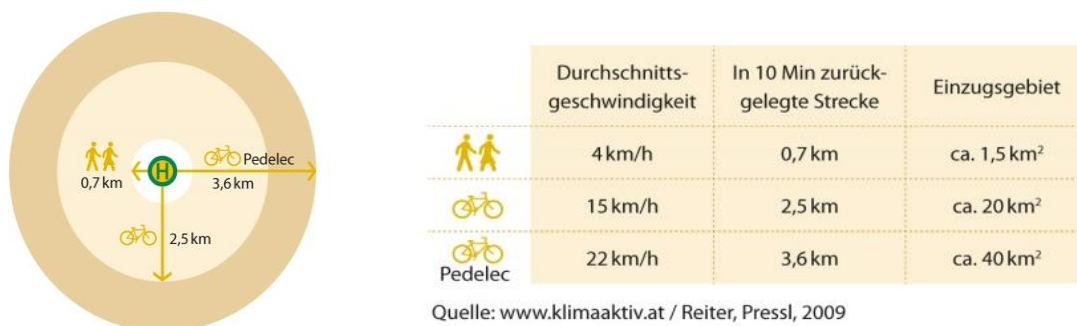 H
Pedelec
0,7 km
3,6 km
2,5 km
Durchschnitts-
geschwindigkeit
In 10 Min zurück-
gelegte Strecke
Einzugsgebiet
4 km/h
0,7 km
ca. 1,5 km²
15 km/h
2,5 km
ca. 20 km²
Pedelec
22 km/h
3,6 km
ca. 40 km²
Quelle: www.klimaaktiv.at / Reiter, Pressl, 2009